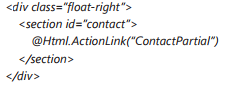 <div class="float-right">
<section id="contact">
@Html.ActionLink(“ContactPartial”)
</section>
</div>